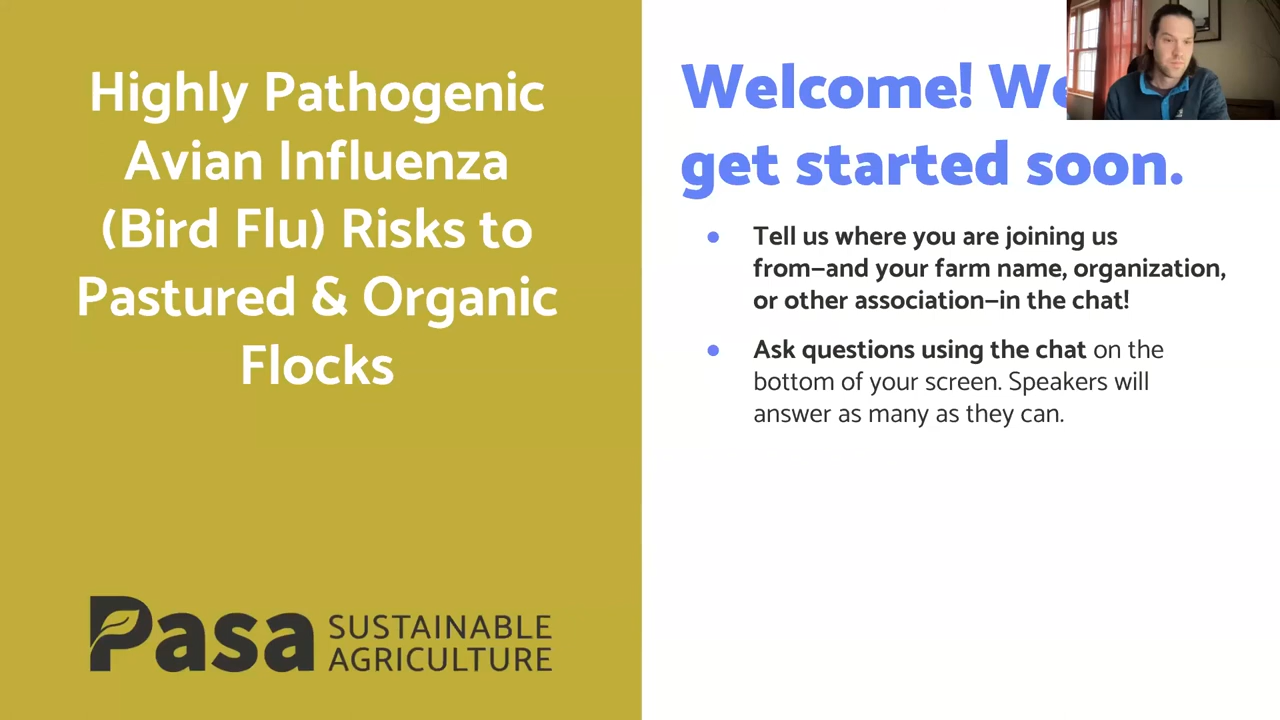 Highly Pathogenic
Avian Influenza
(Bird Flu) Risks to
Pastured & Organic
Flocks
Pasa SUSTAINABLE
AGRICULTURE
Welcome! We
get started soon.
● Tell us where you are joining us
from—and your farm name, organization,
or other association—in the chat!
● Ask questions using the chat on the
bottom of your screen. Speakers will
answer as many as they can.